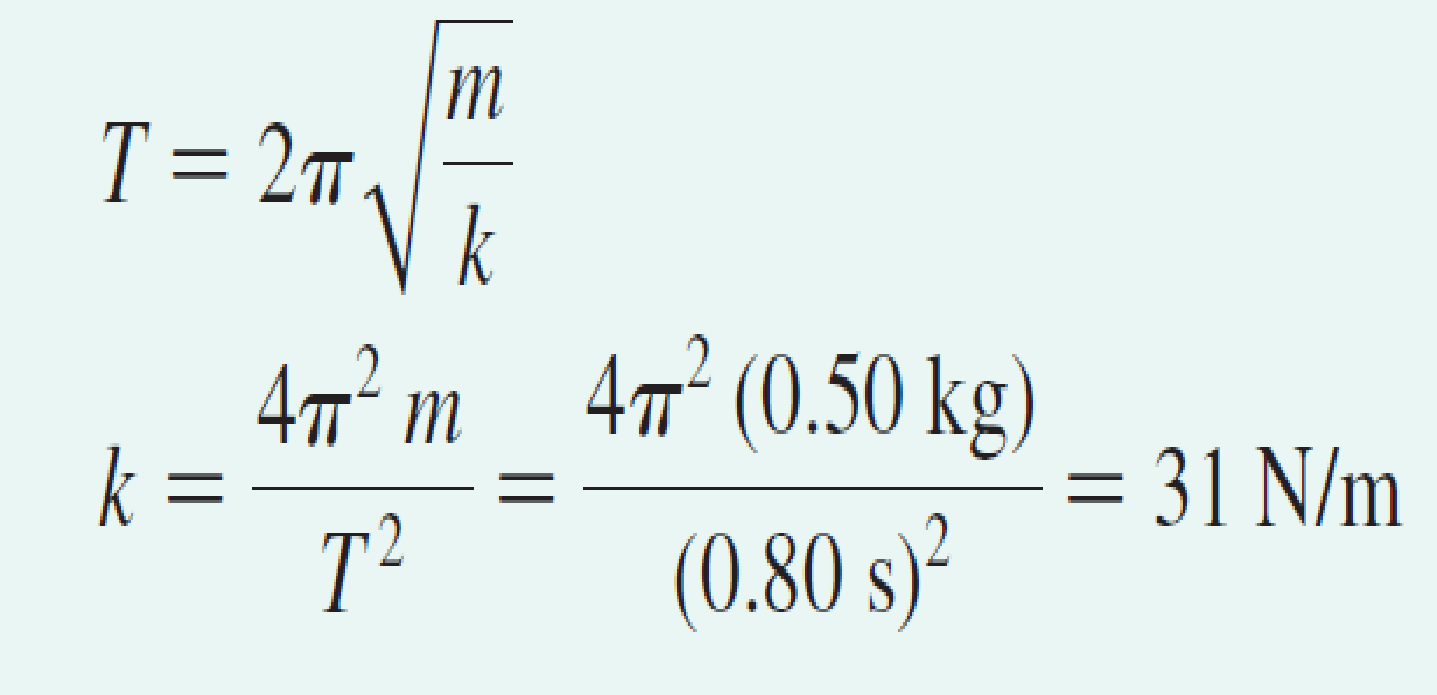 T = 2π√(m/k)
k = 4π² m / T² = 4π² (0.50 kg) / (0.80 s)² = 31 N/m